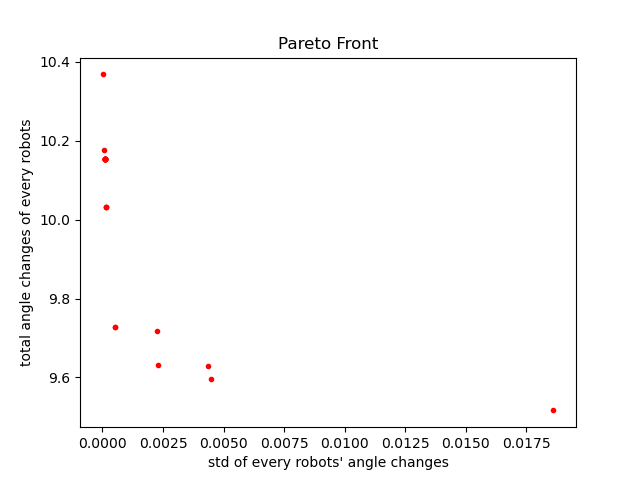 Pareto Front
10.4
10.2
10.0
9.8
9.6
total angle changes of every robots
0.0000 0.0025 0.0050 0.0075 0.0100 0.0125 0.0150 0.0175
std of every robots' angle changes